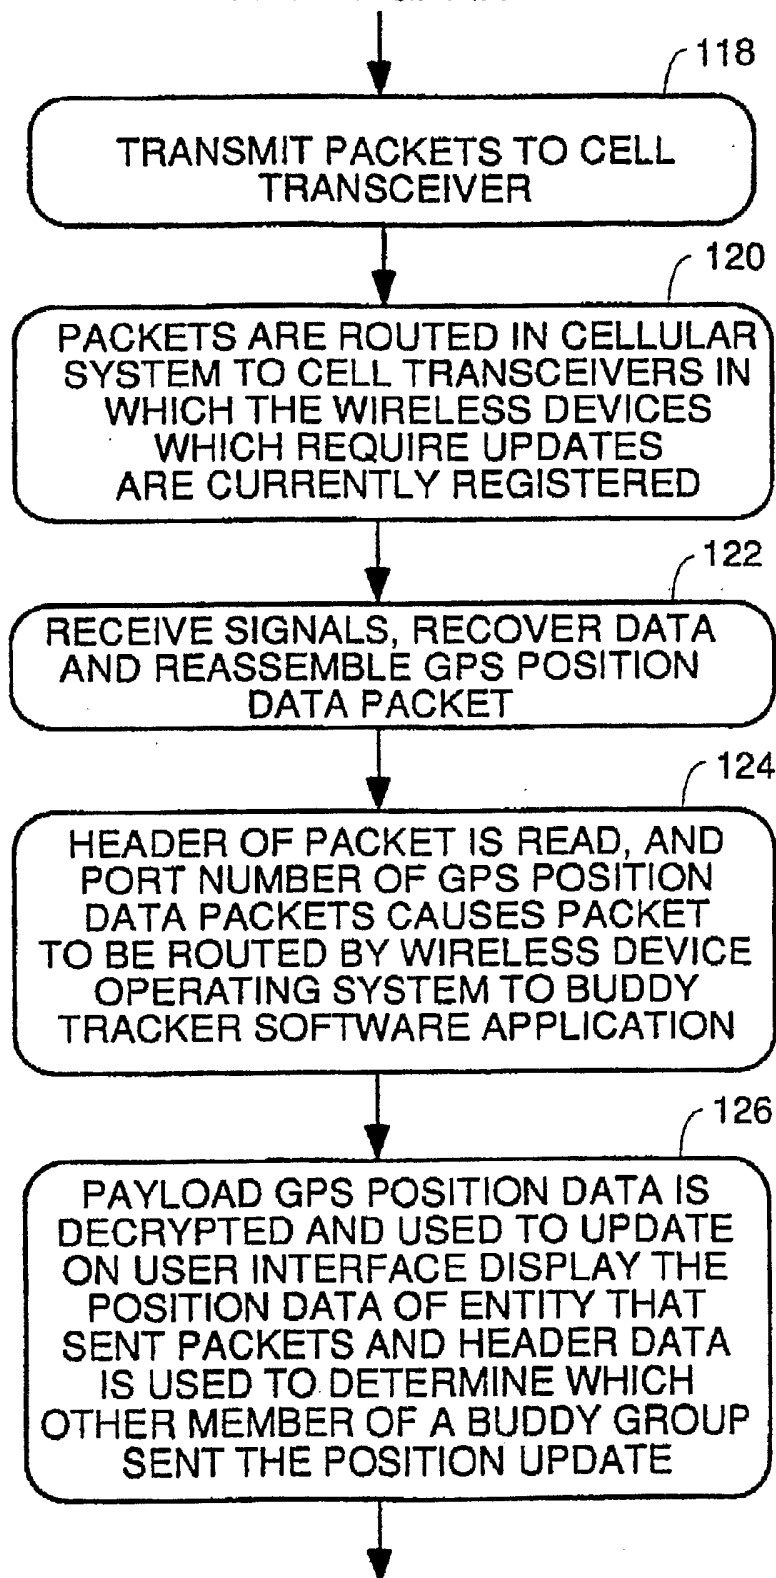 118
TRANSMIT PACKETS TO CELL
TRANSCEIVER
120
PACKETS ARE ROUTED IN CELLULAR
SYSTEM TO CELL TRANSCEIVERS IN
WHICH THE WIRELESS DEVICES
WHICH REQUIRE UPDATES
ARE CURRENTLY REGISTERED
122
RECEIVE SIGNALS, RECOVER DATA
AND REASSEMBLE GPS POSITION
DATA PACKET
124
HEADER OF PACKET IS READ, AND
PORT NUMBER OF GPS POSITION
DATA PACKETS CAUSES PACKET
TO BE ROUTED BY WIRELESS DEVICE
OPERATING SYSTEM TO BUDDY
TRACKER SOFTWARE APPLICATION
126
PAYLOAD GPS POSITION DATA IS
DECRYPTED AND USED TO UPDATE
ON USER INTERFACE DISPLAY THE
POSITION DATA OF ENTITY THAT
SENT PACKETS AND HEADER DATA
IS USED TO DETERMINE WHICH
OTHER MEMBER OF A BUDDY GROUP
SENT THE POSITION UPDATE